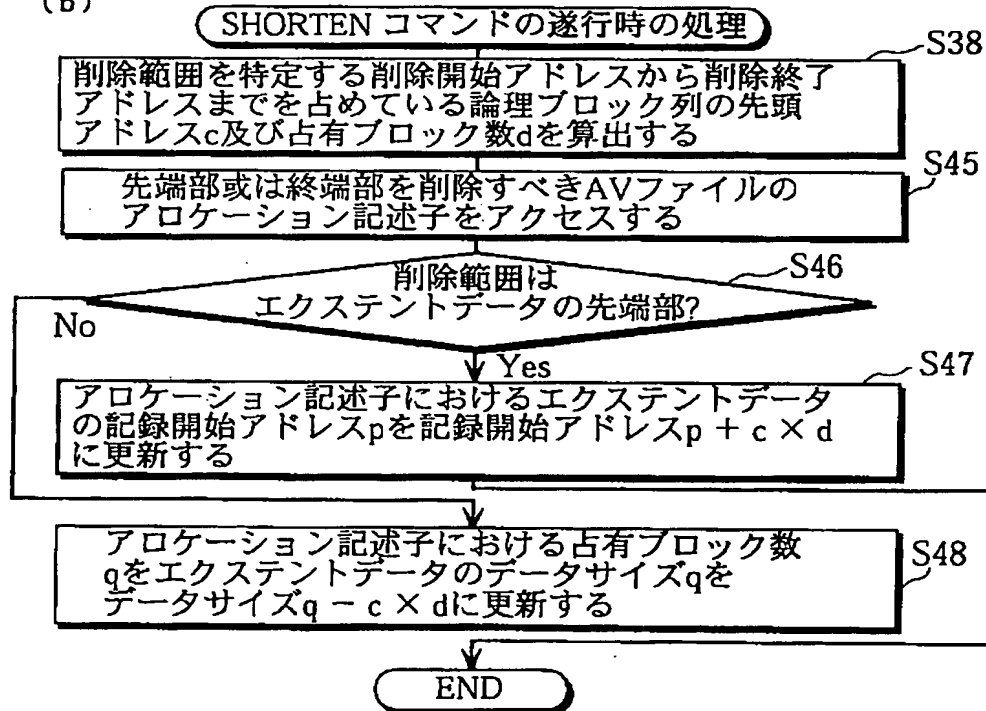 (b)
SHORTEN コマンドの遂行時の処理
S38
削除範囲を特定する削除開始アドレスから削除終了
アドレスまでを占めている論理ブロック列の先頭
アドレスc及び占有ブロック数dを算出する
S45
先端部或は終端部を削除すべきAVファイルの
アロケーション記述子をアクセスする
S46
削除範囲は
エクステントデータの先端部?
No
Yes
S47
アロケーション記述子におけるエクステントデータ
の記録開始アドレスpを記録開始アドレスp + c × d
に更新する
S48
アロケーション記述子における占有ブロック数
qをエクステントデータのデータサイズqを
データサイズq − c × dに更新する
END